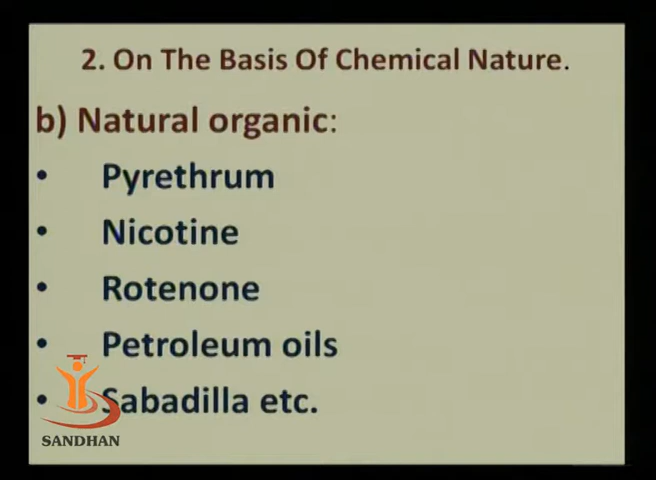 2. On The Basis Of Chemical Nature.
b) Natural organic:
• Pyrethrum
• Nicotine
• Rotenone
• Petroleum oils
• Sabadilla etc.
SANDHAN